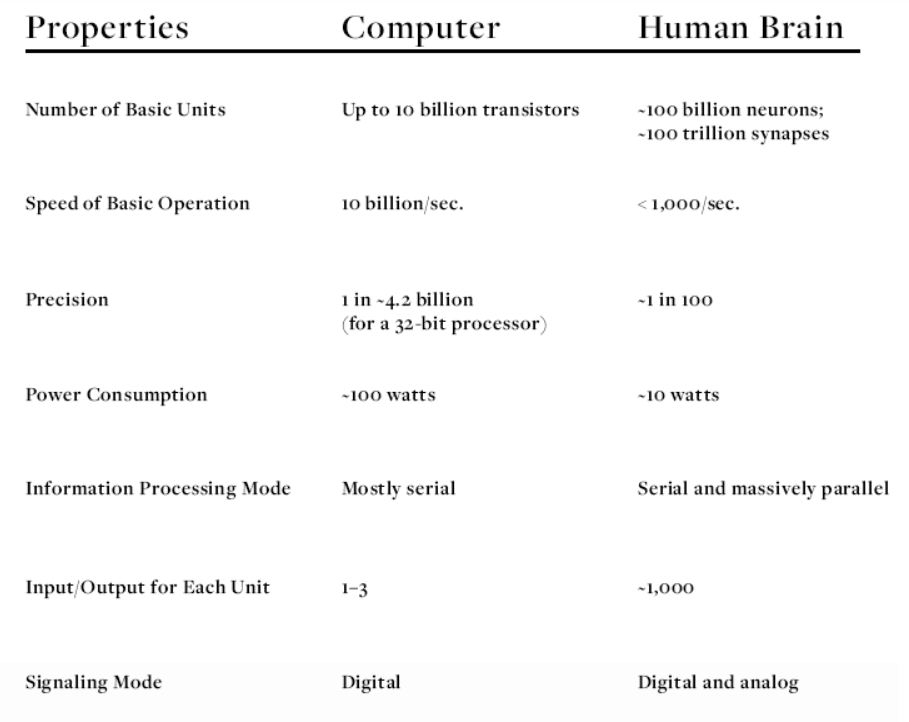 Properties Computer Human Brain
Number of Basic Units Up to 10 billion transistors ~100 billion neurons;
~100 trillion synapses
Speed of Basic Operation 10 billion/sec. < 1,000/sec.
Precision 1 in ~4.2 billion ~1 in 100
(for a 32-bit processor)
Power Consumption ~100 watts ~10 watts
Information Processing Mode Mostly serial Serial and massively parallel
Input/Output for Each Unit 1–3 ~1,000
Signaling Mode Digital Digital and analog